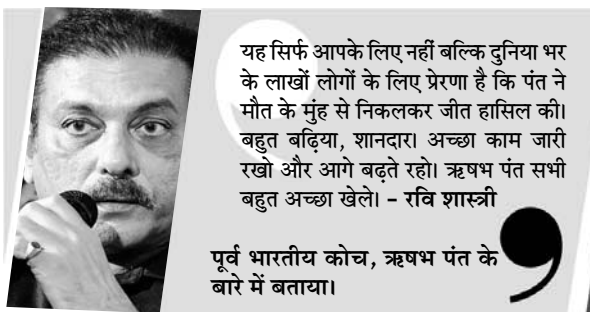 यह सिर्फ आपके लिए नहीं बल्कि दुनिया भर
के लाखों लोगों के लिए प्रेरणा है कि पंत ने
मौत के मुंह से निकलकर जीत हासिल की।
बहुत बढ़िया, शानदार। अच्छा काम जारी
रखो और आगे बढ़ते रहो। ऋषभ पंत सभी
बहुत अच्छा खेले। - रवि शास्त्री
पूर्व भारतीय कोच, ऋषभ पंत के
बारे में बताया।